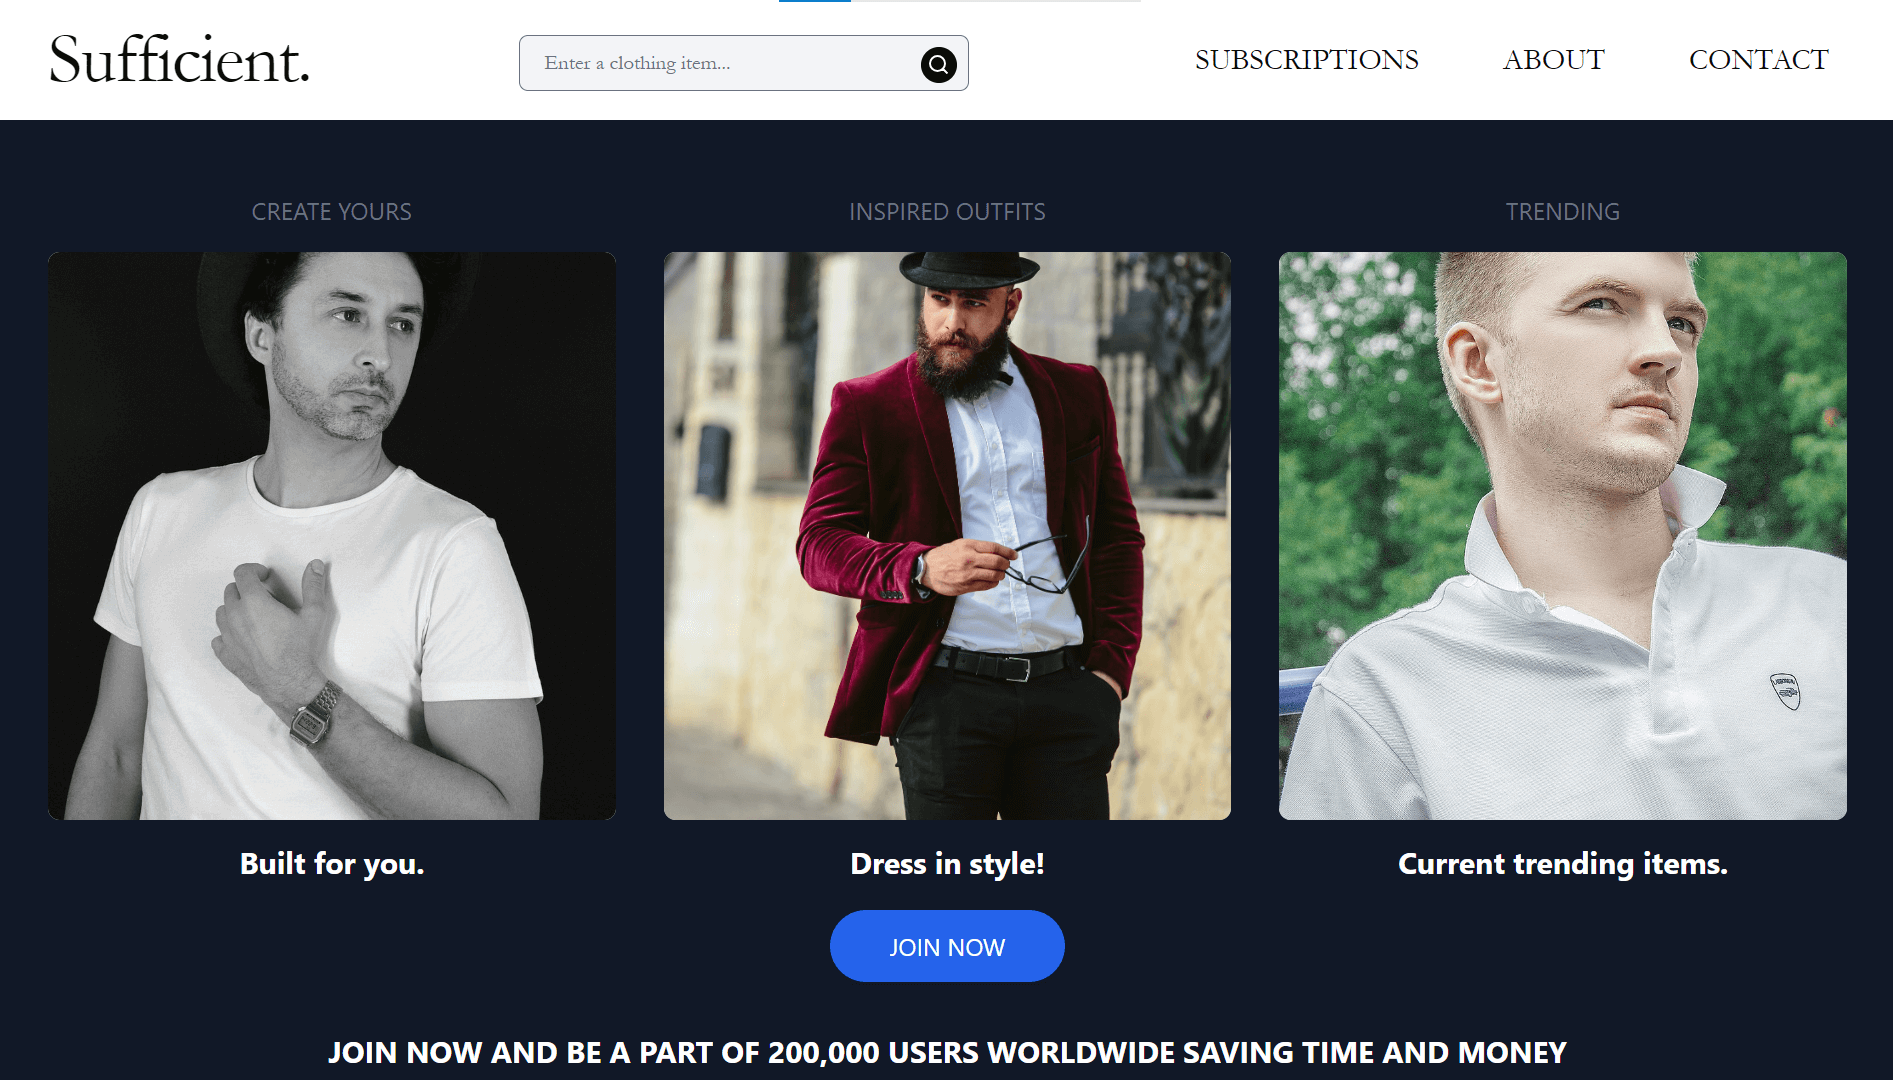 Sufficient.
Enter a clothing item...
SUBSCRIPTIONS
ABOUT
CONTACT
CREATE YOURS
INSPIRED OUTFITS
TRENDING
Built for you.
Dress in style!
Current trending items.
JOIN NOW
JOIN NOW AND BE A PART OF 200,000 USERS WORLDWIDE SAVING TIME AND MONEY